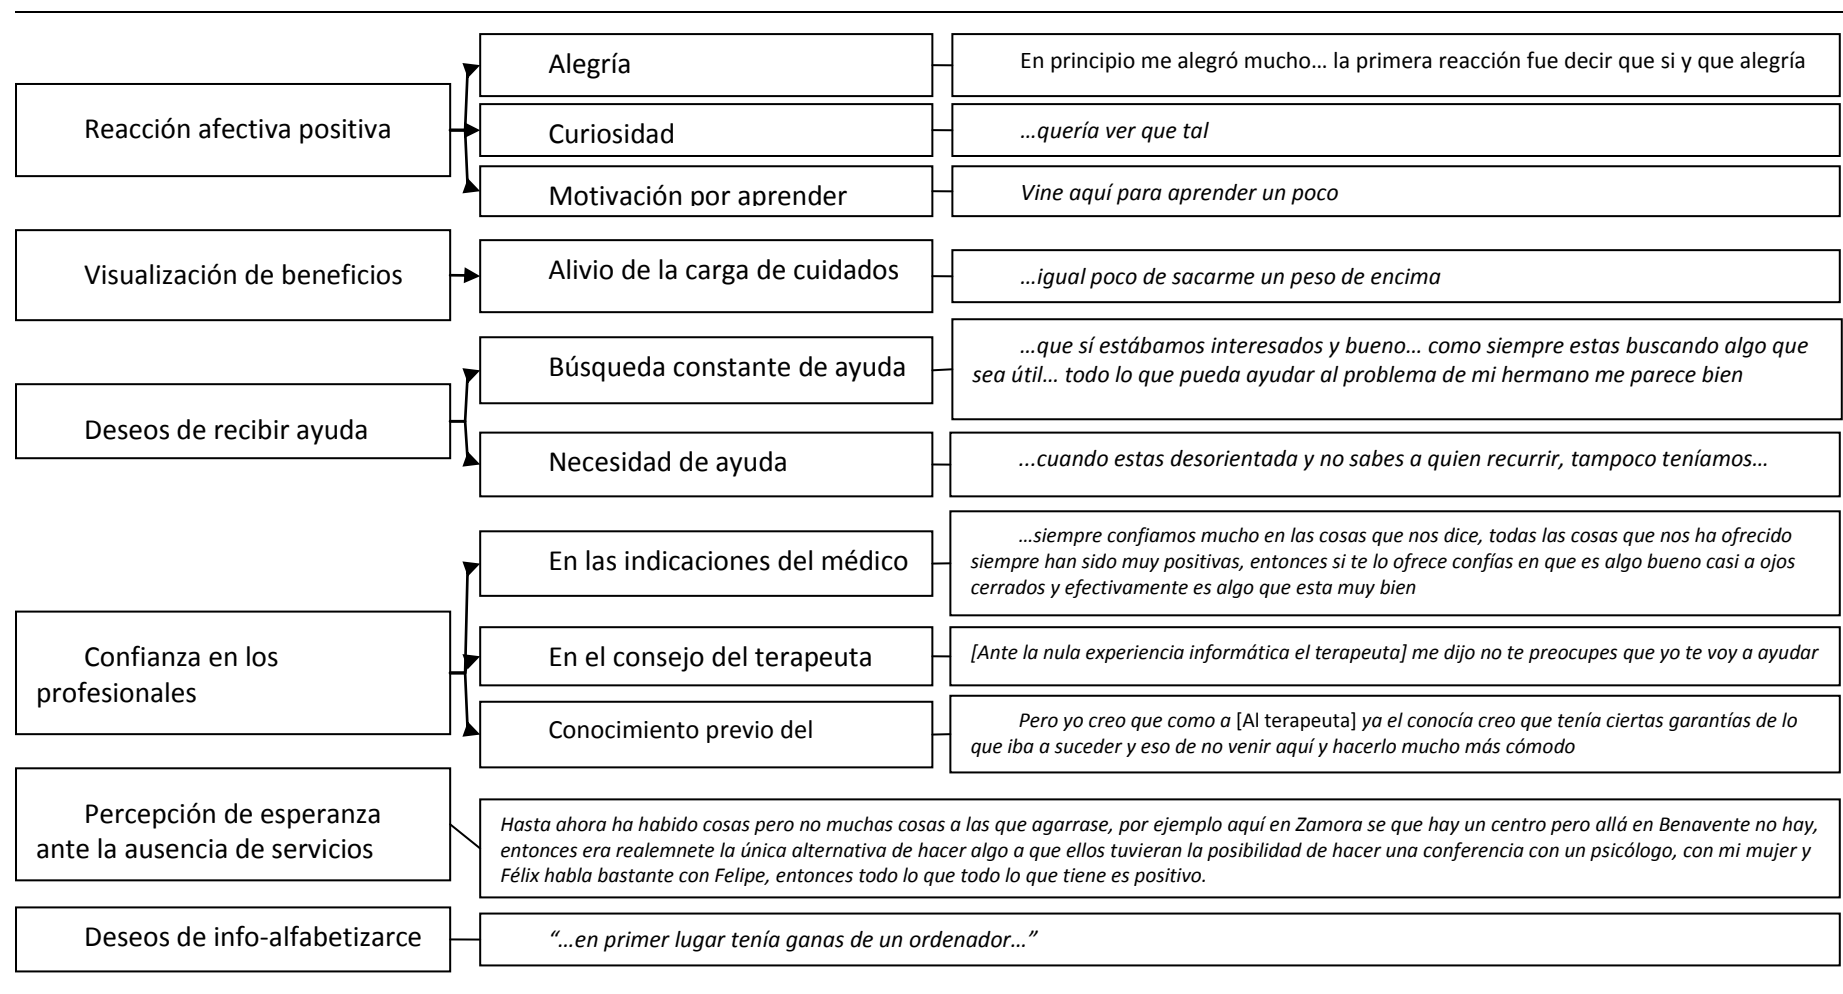 Reacción afectiva positiva
Alegría
En principio me alegró mucho… la primera reacción fue decir que si y que alegría
Curiosidad
…quería ver que tal
Motivación por aprender
Vine aquí para aprender un poco
Visualización de beneficios
Alivio de la carga de cuidados
…igual poco de sacarme un peso de encima
Deseos de recibir ayuda
Búsqueda constante de ayuda
…que sí estábamos interesados y bueno… como siempre estas buscando algo que
sea útil… todo lo que pueda ayudar al problema de mi hermano me parece bien
Necesidad de ayuda
...cuando estas desorientada y no sabes a quien recurrir, tampoco teníamos…
Confianza en los
profesionales
En las indicaciones del médico
…siempre confiamos mucho en las cosas que nos dice, todas las cosas que nos ha ofrecido
siempre han sido muy positivas, entonces si te lo ofrece confías en que es algo bueno casi a ojos
cerrados y efectivamente es algo que esta muy bien
En el consejo del terapeuta
[Ante la nula experiencia informática el terapeuta] me dijo no te preocupes que yo te voy a ayudar
Conocimiento previo del
Pero yo creo que como a [Al terapeuta] ya el conocía creo que tenía ciertas garantías de lo
que iba a suceder y eso de no venir aquí y hacerlo mucho más cómodo
Percepción de esperanza
ante la ausencia de servicios
Hasta ahora ha habido cosas pero no muchas cosas a las que agarrase, por ejemplo aquí en Zamora se que hay un centro pero allá en Benavente no hay,
entonces era realemnete la única alternativa de hacer algo a que ellos tuvieran la posibilidad de hacer una conferencia con un psicólogo, con mi mujer y
Félix habla bastante con Felipe, entonces todo lo que todo lo que tiene es positivo.
Deseos de info-alfabetizarce
“…en primer lugar tenía ganas de un ordenador…”